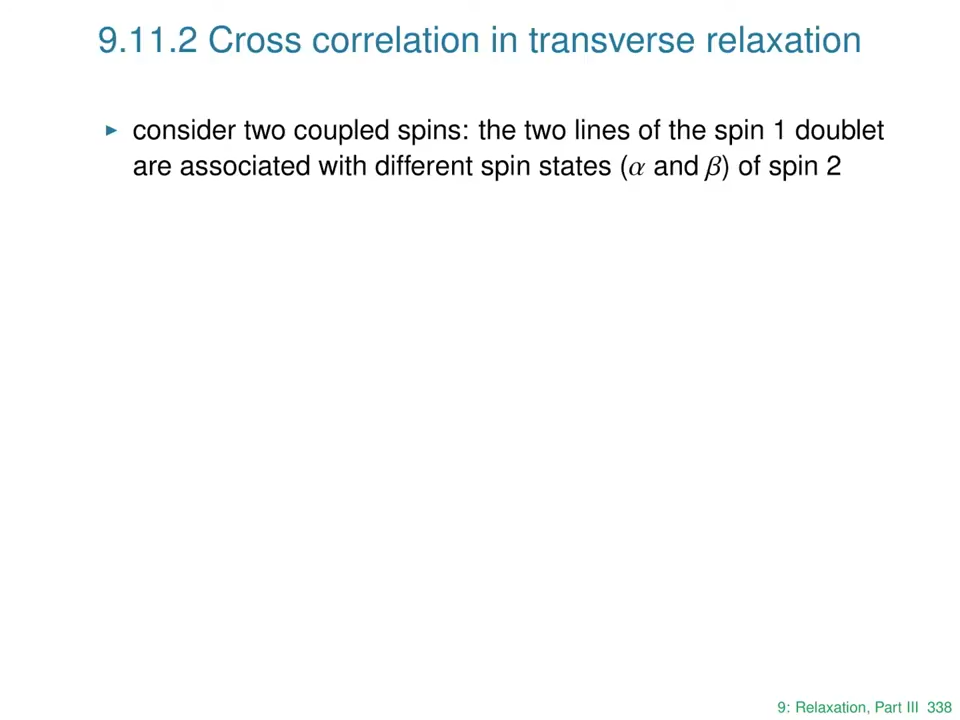 9.11.2 Cross correlation in transverse relaxation
▶ consider two coupled spins: the two lines of the spin 1 doublet
are associated with different spin states (α and β) of spin 2
9: Relaxation, Part III 338